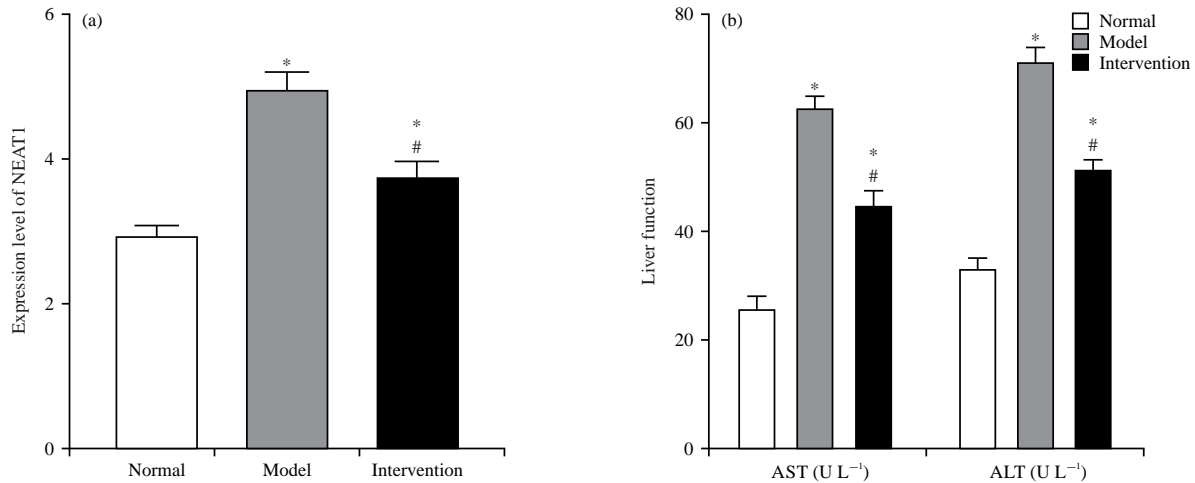 (a)
Expression level of NEAT1
6
4
2
0
*
*
#
Normal
Model
Intervention
(b)
Liver function
80
60
40
20
0
Normal
Model
Intervention
*
*
#
*
*
#
AST (U L⁻¹)
ALT (U L⁻¹)